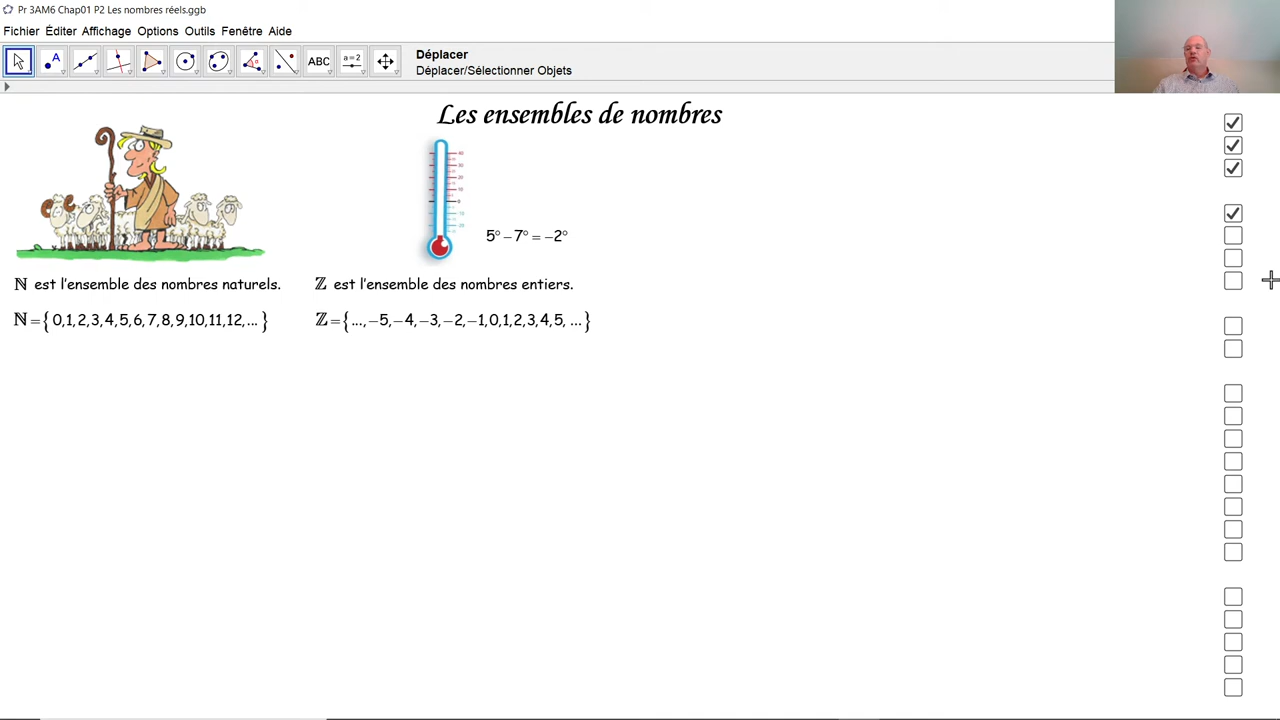 Pr 3AM6 Chap01 P2 Les nombres réels.ggb
Fichier Éditer Affichage Options Outils Fenêtre Aide
A
ABC
a=2
Déplacer
Déplacer/Sélectionner Objets
Les ensembles de nombres
5° – 7° = –2°
ℕ est l'ensemble des nombres naturels.
ℤ est l'ensemble des nombres entiers.
ℕ = { 0,1,2,3,4,5,6,7,8,9,10,11,12,... }
ℤ = { ...,–5,–4,–3,–2,–1,0,1,2,3,4,5, ... }